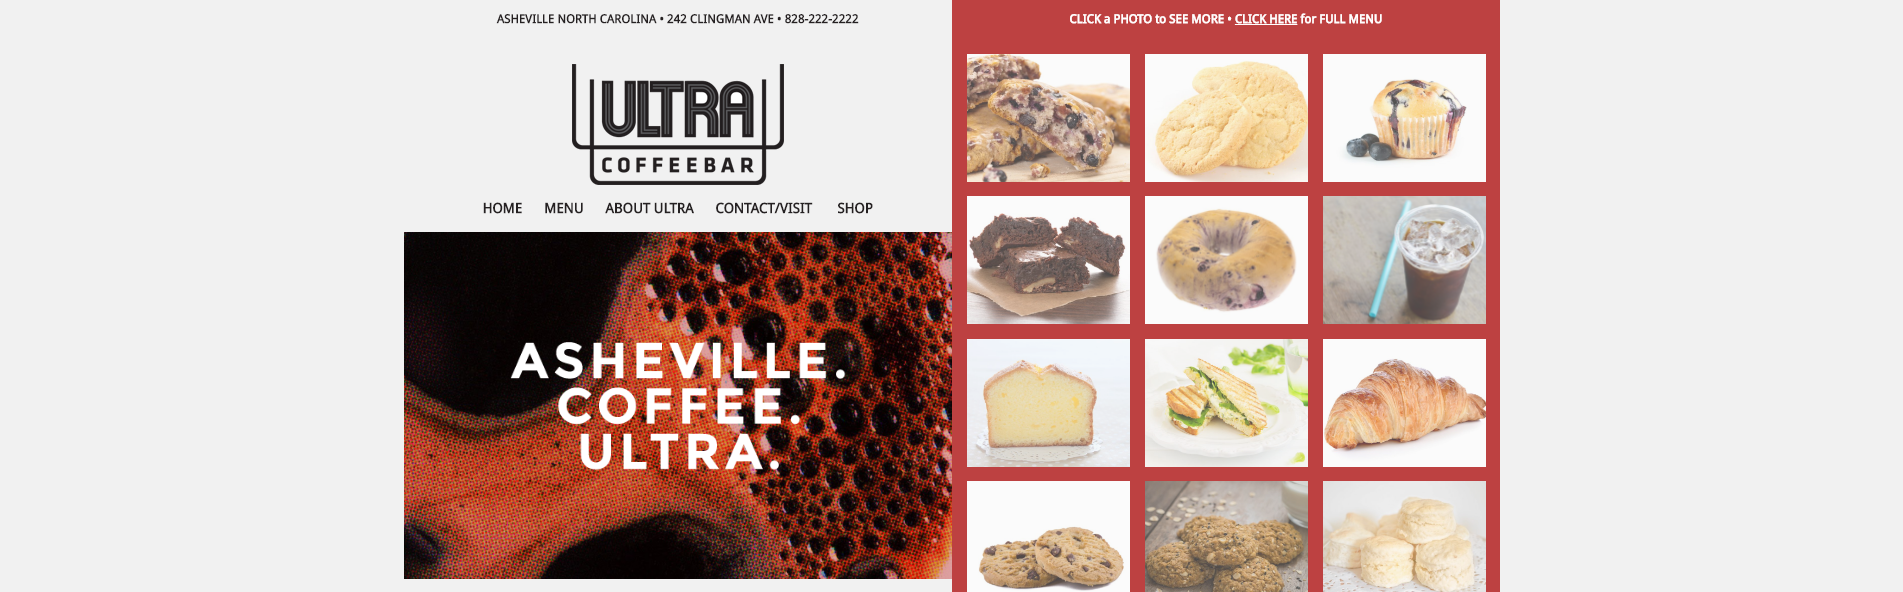 ASHEVILLE NORTH CAROLINA • 242 CLINGMAN AVE • 828-222-2222
ULTRA
COFFEEBAR
HOME MENU ABOUT ULTRA CONTACT/VISIT SHOP
ASHEVILLE.
COFFEE.
ULTRA.
CLICK a PHOTO to SEE MORE • CLICK HERE for FULL MENU